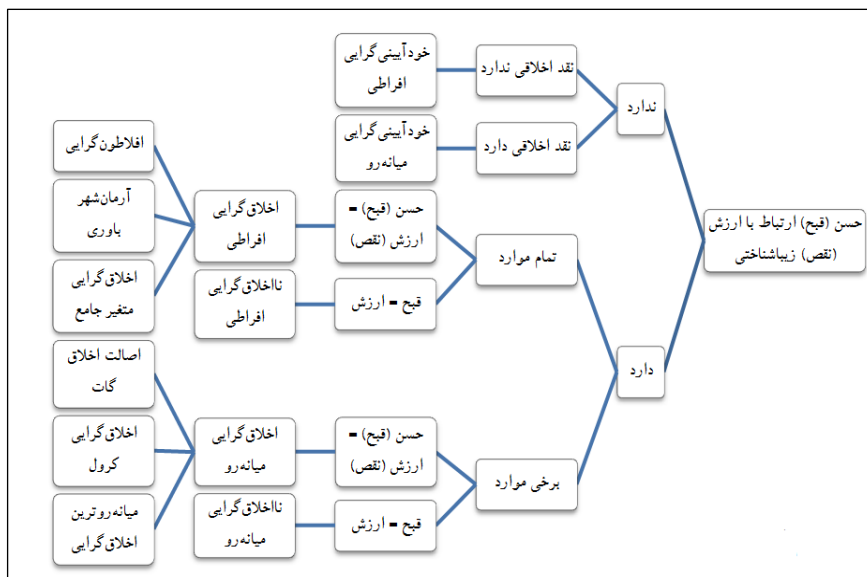 حسن (قبح) ارتباط با ارزش
(نقص) زیباشناختی
ندارد
نقد اخلاقی ندارد
خودآیینی‌گرایی
افراطی
نقد اخلاقی دارد
خودآیینی‌گرایی
میانه‌رو
دارد
تمام موارد
حسن (قبح) =
ارزش (نقص)
اخلاق‌گرایی
افراطی
افلاطون‌گرایی
آرمان‌شهر
باوری
اخلاق‌گرایی
متغیر جامع
قبح = ارزش
نااخلاق‌گرایی
افراطی
برخی موارد
حسن (قبح) =
ارزش (نقص)
اخلاق‌گرایی
میانه‌رو
اصالت اخلاق
گات
اخلاق‌گرایی
کرول
میانه‌روترین
اخلاق‌گرایی
قبح = ارزش
نااخلاق‌گرایی
میانه‌رو